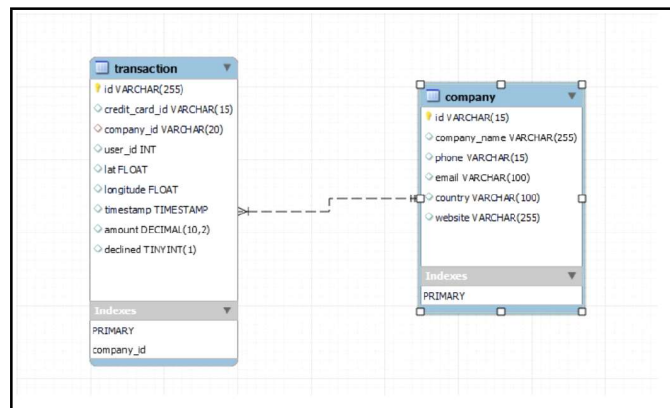 transaction
id VARCHAR(255)
credit_card_id VARCHAR(15)
company_id VARCHAR(20)
user_id INT
lat FLOAT
longitude FLOAT
timestamp TIMESTAMP
amount DECIMAL(10,2)
declined TINYINT(1)
Indexes
PRIMARY
company_id
company
id VARCHAR(15)
company_name VARCHAR(255)
phone VARCHAR(15)
email VARCHAR(100)
country VARCHAR(100)
website VARCHAR(255)
Indexes
PRIMARY